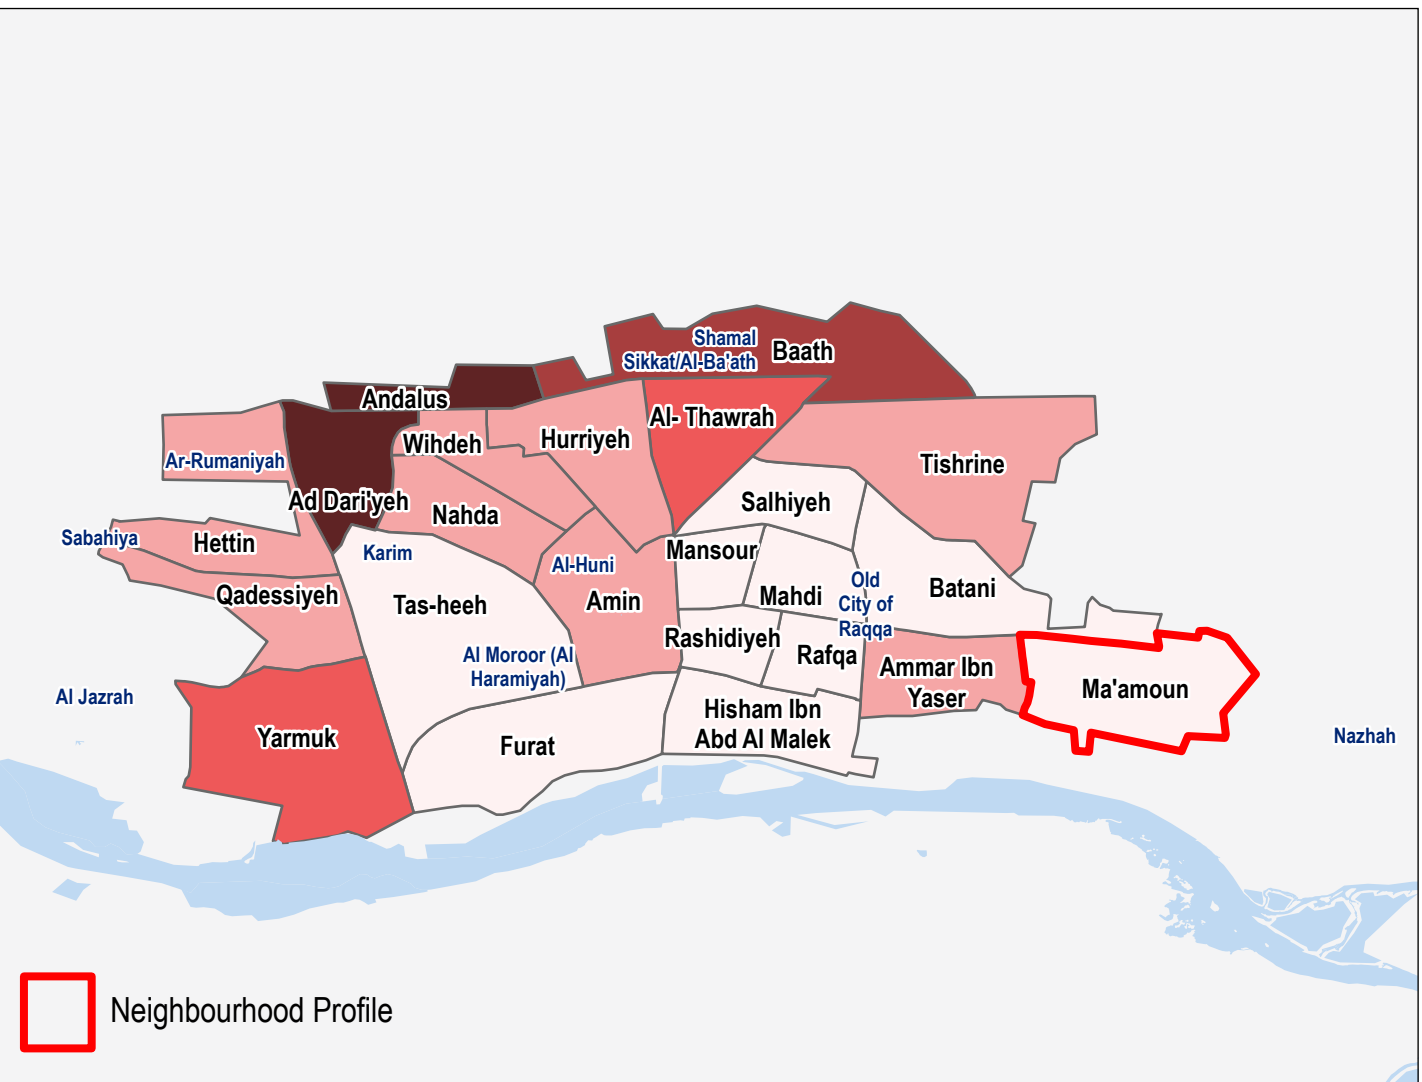 Shamal
Sikkat/Al-Ba'ath
Baath
Andalus
Al- Thawrah
Wihdeh
Hurriyeh
Ar-Rumaniyah
Tishrine
Ad Dari'yeh
Nahda
Salhiyeh
Sabahiya
Hettin
Karim
Al-Huni
Mansour
Qadessiyeh
Tas-heeh
Amin
Mahdi
Old
City of
Raqqa
Batani
Rashidiyeh
Rafqa
Al Moroor (Al
Haramiyah)
Ammar Ibn
Yaser
Ma'amoun
Al Jazrah
Yarmuk
Furat
Hisham Ibn
Abd Al Malek
Nazhah
Neighbourhood Profile